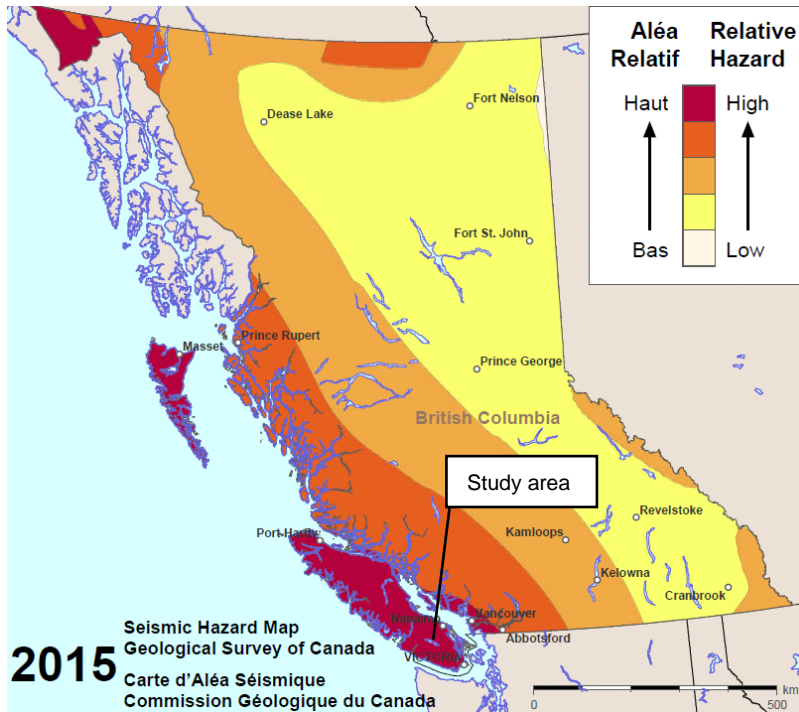 Aléa Relatif
Relative Hazard
Haut
High
Bas
Low
Dease Lake
Fort Nelson
Fort St. John
Prince Rupert
Masset
Prince George
British Columbia
Study area
Revelstoke
Port Hardy
Kamloops
Kelowna
Cranbrook
Nanaimo
Vancouver
Abbotsford
VICTORIA
2015
Seismic Hazard Map
Geological Survey of Canada
Carte d'Aléa Séismique
Commission Géologique du Canada
km
0
500